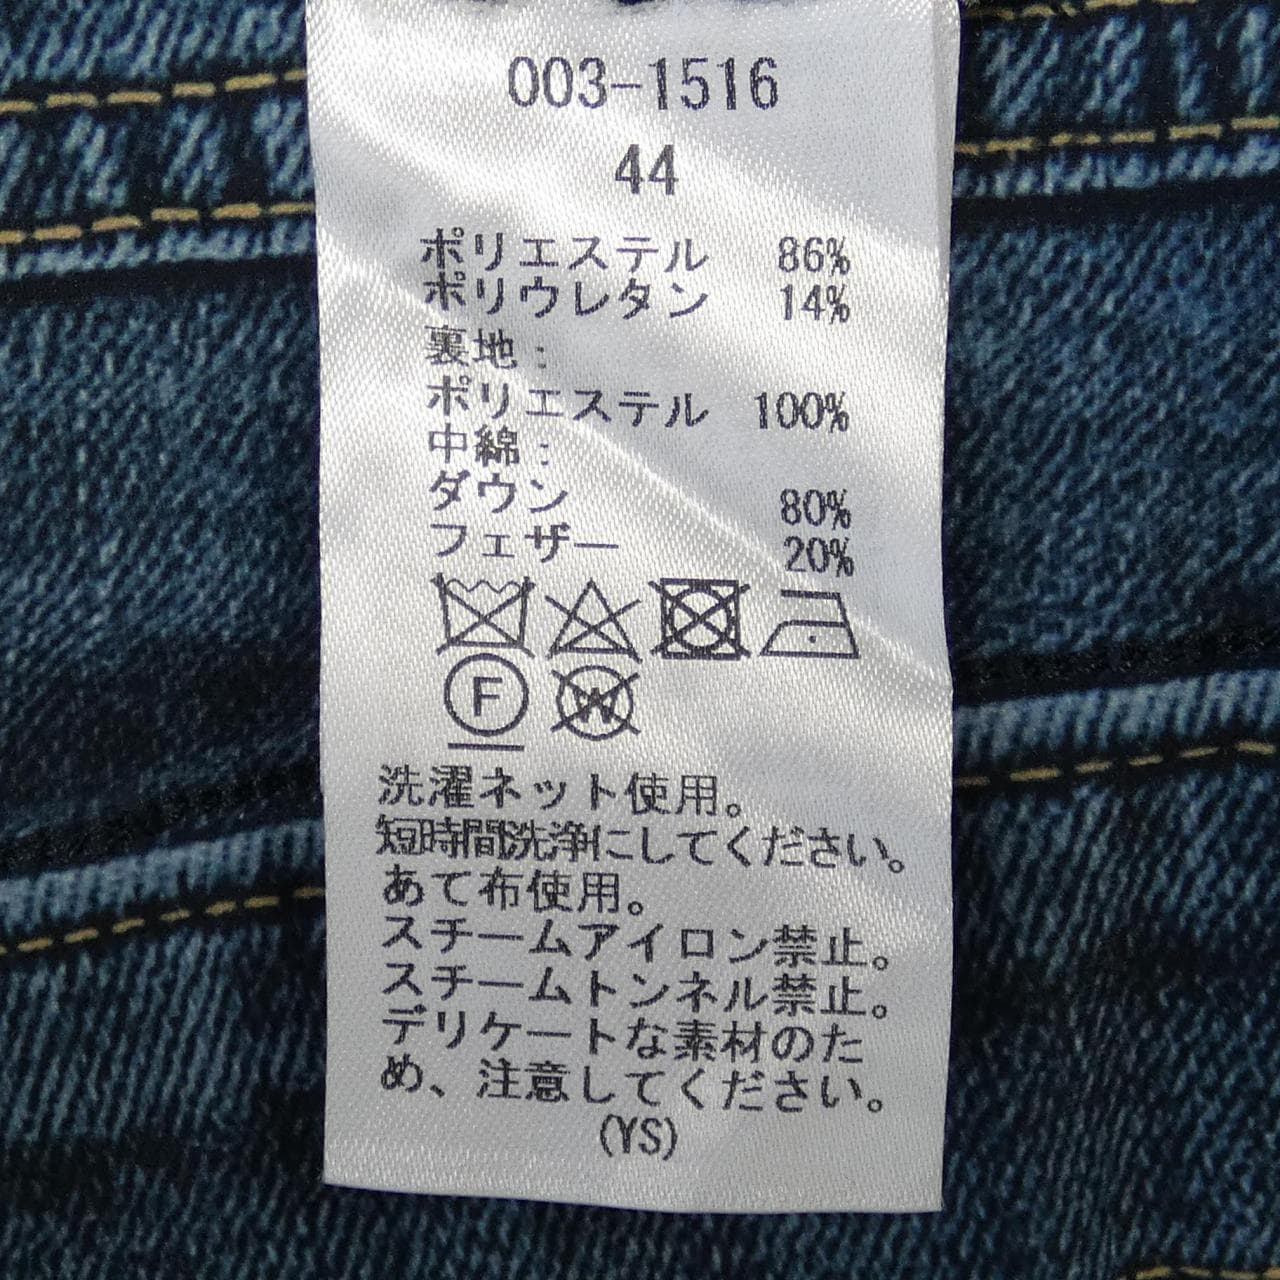 003-1516
44
ポリエステル 86%
ポリウレタン 14%
裏地:
ポリエステル 100%
中綿:
ダウン 80%
フェザー 20%
F W
洗濯ネット使用。
短時間洗浄にしてください。
あて布使用。
スチームアイロン禁止。
スチームトンネル禁止。
デリケートな素材のた
め、注意してください。
(YS)